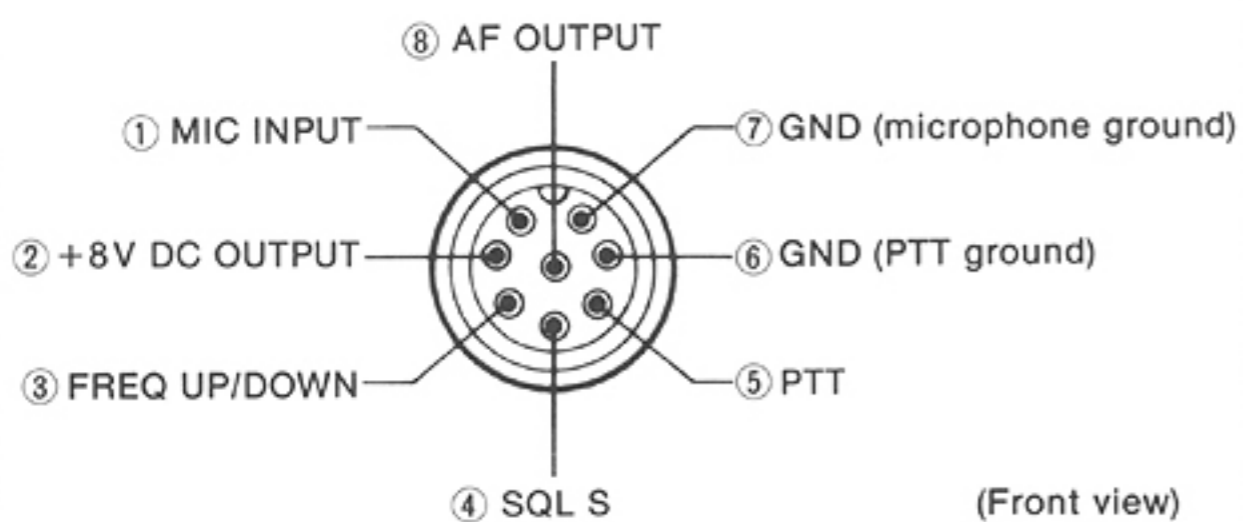 ⑧ AF OUTPUT
① MIC INPUT
⑦ GND (microphone ground)
② +8V DC OUTPUT
⑥ GND (PTT ground)
③ FREQ UP/DOWN
⑤ PTT
④ SQL S
(Front view)